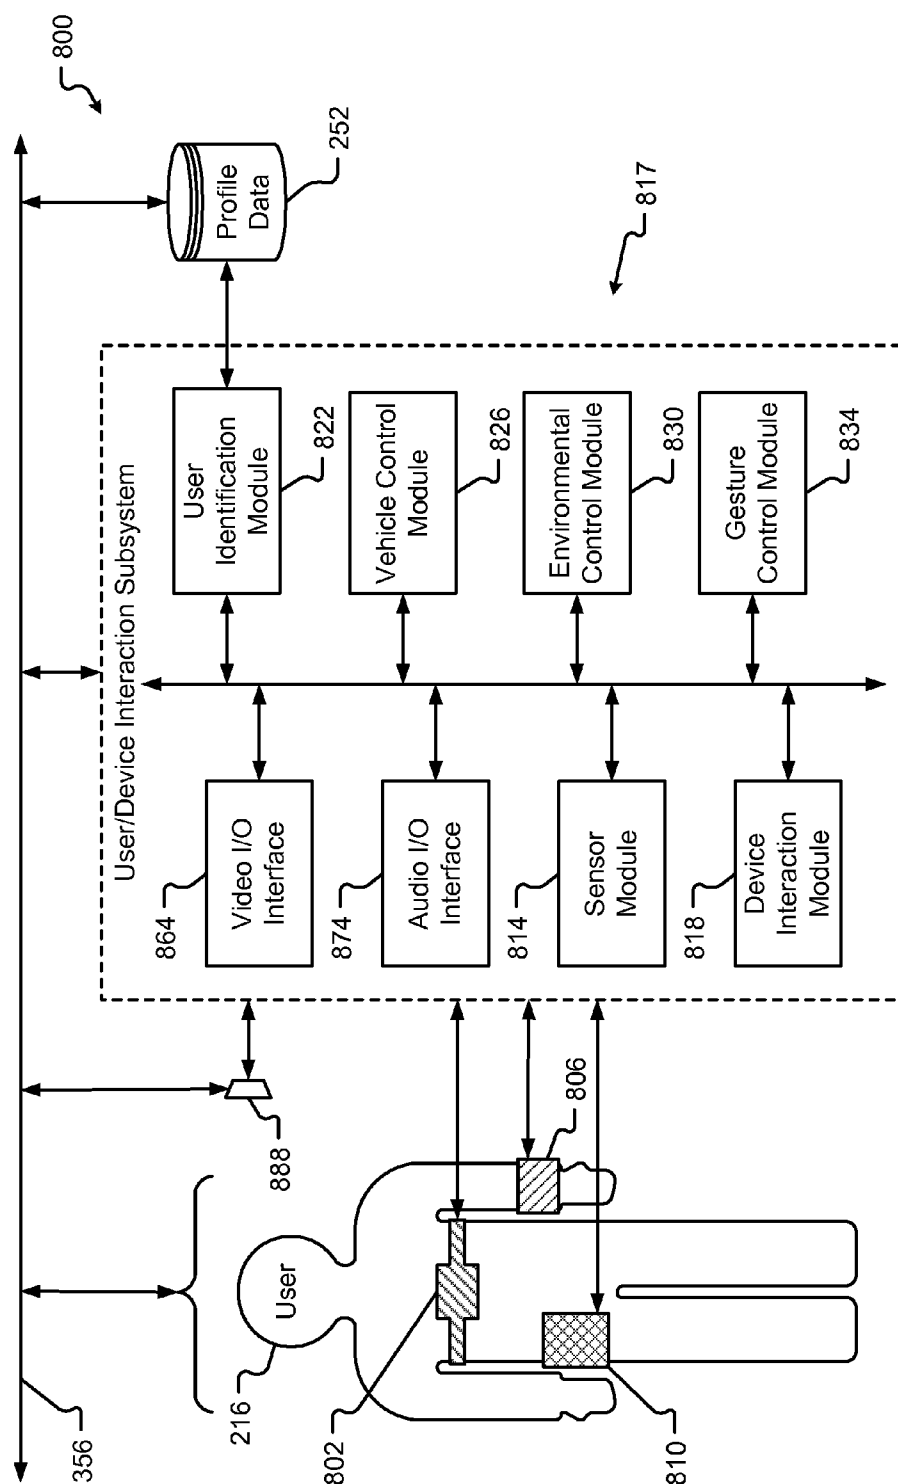 800
356
Profile
Data
252
817
User/Device Interaction Subsystem
User
Identification
Module
822
Vehicle Control
Module
826
Environmental
Control Module
830
Gesture
Control Module
834
864
Video I/O
Interface
874
Audio I/O
Interface
814
Sensor
Module
818
Device
Interaction
Module
888
806
User
216
802
810